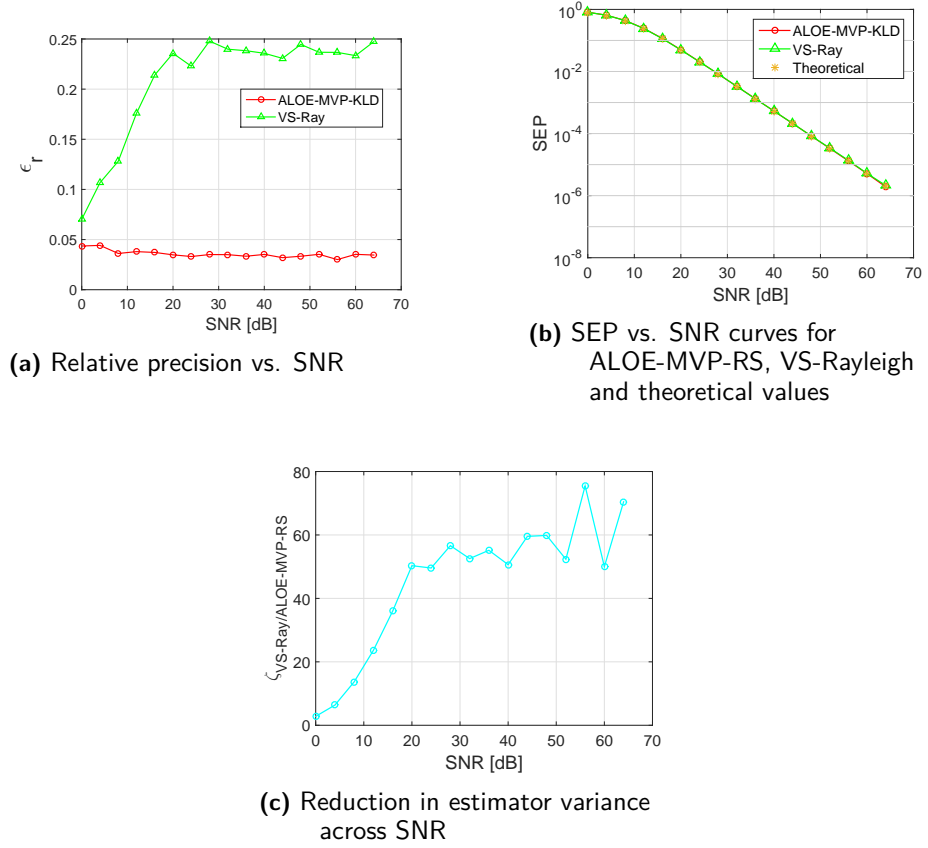 0.25
0.2
0.15
0.1
0.05
0
ϵr
ALOE-MVP-KLD
VS-Ray
0 10 20 30 40 50 60 70
SNR [dB]
(a) Relative precision vs. SNR
10^0
10^-2
10^-4
10^-6
10^-8
SEP
ALOE-MVP-KLD
VS-Ray
Theoretical
0 10 20 30 40 50 60 70
SNR [dB]
(b) SEP vs. SNR curves for
ALOE-MVP-RS, VS-Rayleigh
and theoretical values
80
60
40
20
0
ζVS-Ray/ALOE-MVP-RS
0 10 20 30 40 50 60 70
SNR [dB]
(c) Reduction in estimator variance
across SNR